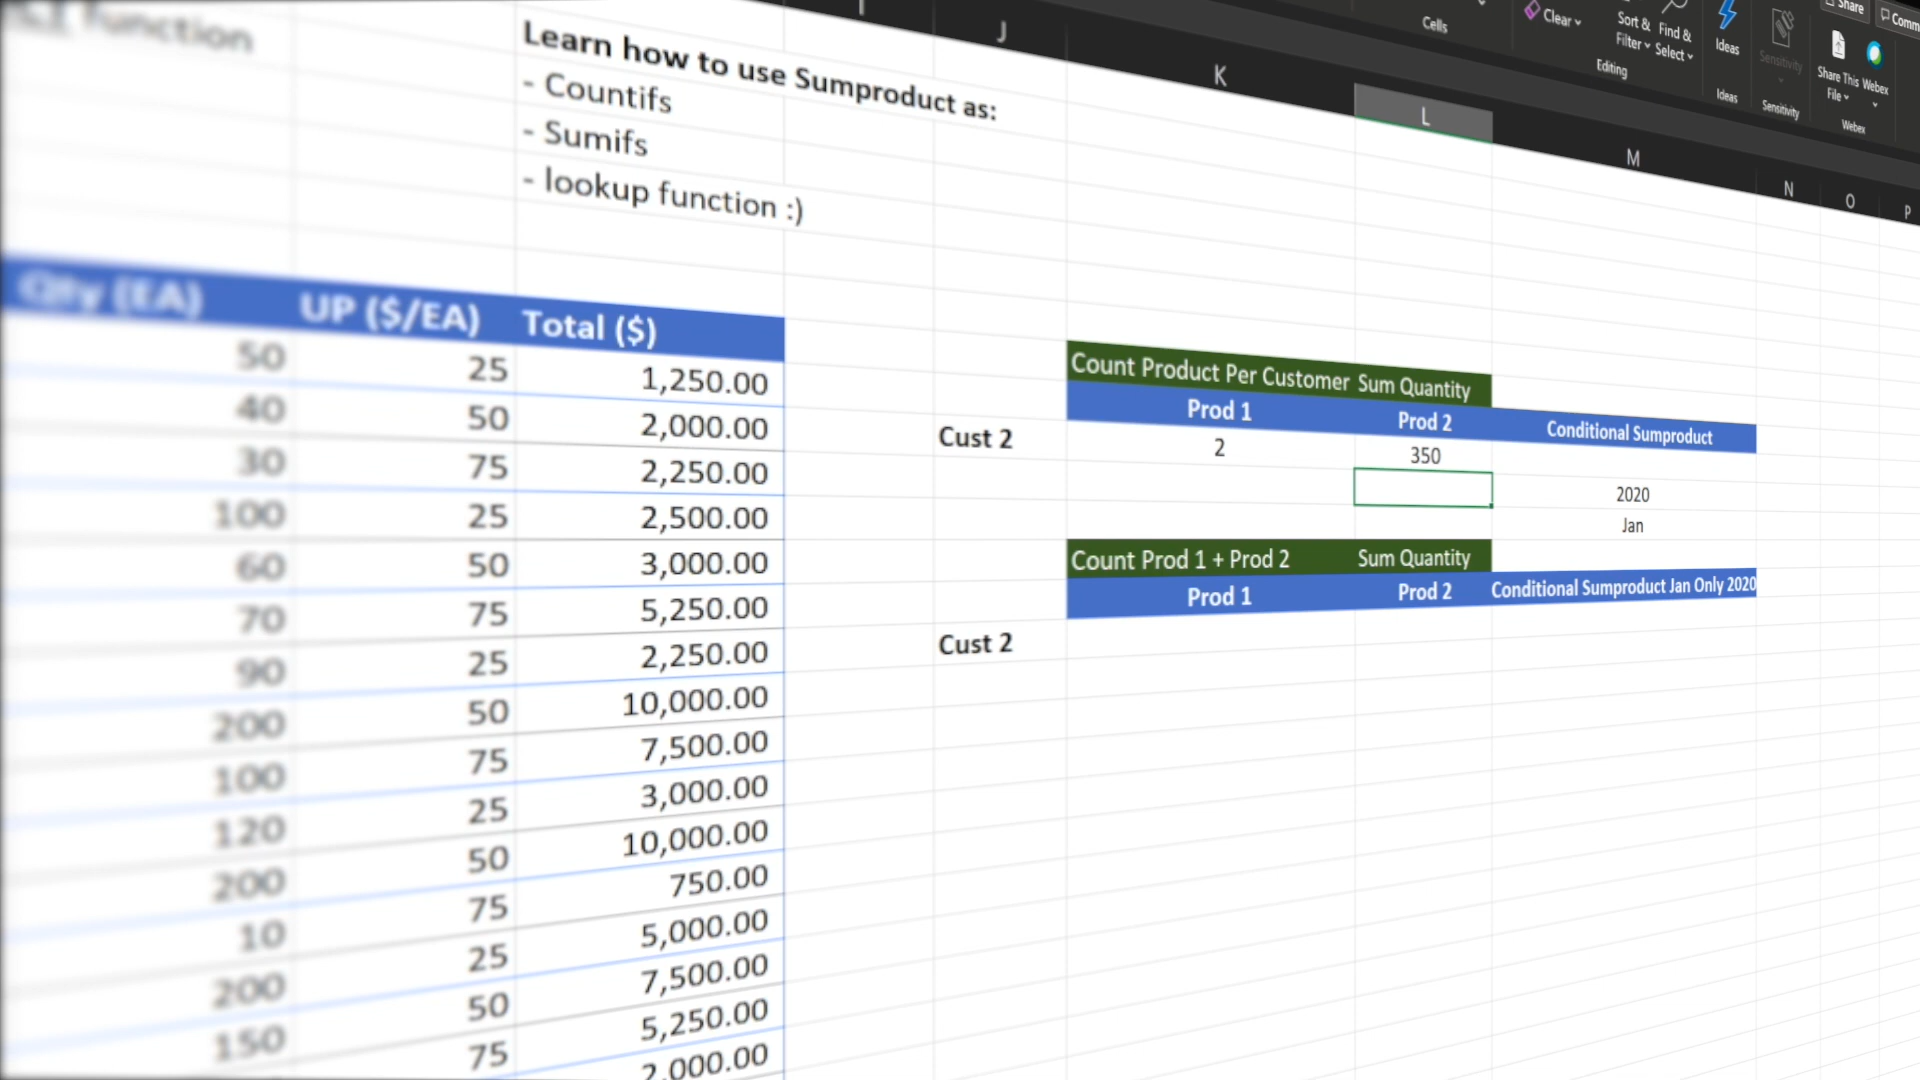 function
Learn how to use Sumproduct as:
- Countifs
- Sumifs
- lookup function :)
Cells
Clear
Sort & Filter
Find & Select
Editing
Ideas
Ideas
Sensitivity
Sensitivity
Share
Share This File
Webex
Webex
J K L M N O P
Qty (EA) UP ($/EA) Total ($)
50 25 1,250.00
40 50 2,000.00
30 75 2,250.00
100 25 2,500.00
60 50 3,000.00
70 75 5,250.00
90 25 2,250.00
200 50 10,000.00
100 75 7,500.00
120 25 3,000.00
200 50 10,000.00
10 75 750.00
200 25 5,000.00
150 50 7,500.00
75 5,250.00
2,000.00
Count Product Per Customer Sum Quantity
Prod 1 Prod 2 Conditional Sumproduct
Cust 2 2 350
2020
Jan
Count Prod 1 + Prod 2 Sum Quantity
Prod 1 Prod 2 Conditional Sumproduct Jan Only 2020
Cust 2